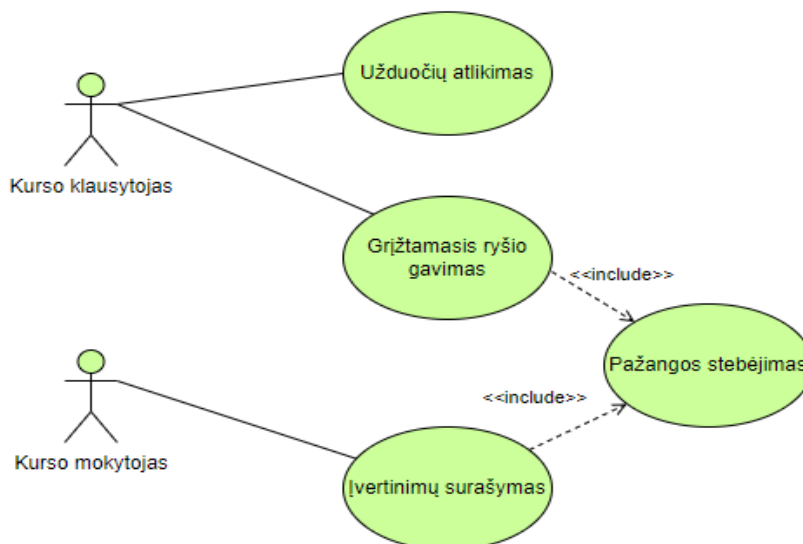 Užduočių atlikimas
Kurso klausytojas
Grįžtamasis ryšio
gavimas
<<include>>
Pažangos stebėjimas
<<include>>
Kurso mokytojas
Įvertinimų surašymas